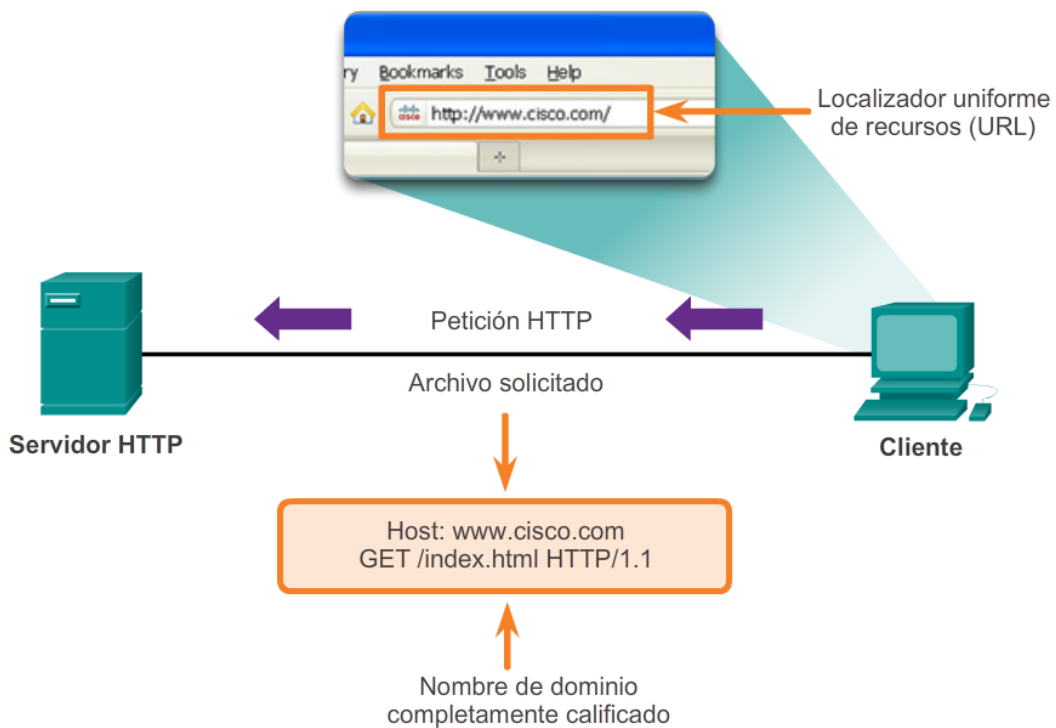 ry Bookmarks Tools Help
cisco http://www.cisco.com/
Localizador uniforme
de recursos (URL)
Petición HTTP
Archivo solicitado
Servidor HTTP
Cliente
Host: www.cisco.com
GET /index.html HTTP/1.1
Nombre de dominio
completamente calificado